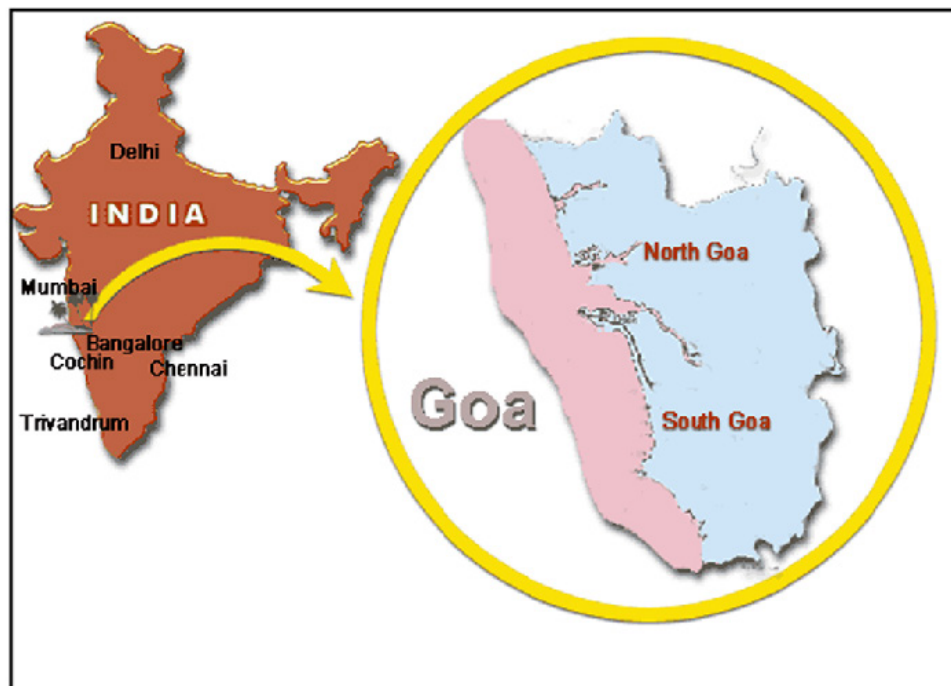 Delhi
INDIA
Mumbai
Bangalore
Cochin
Chennai
Trivandrum
North Goa
Goa
South Goa